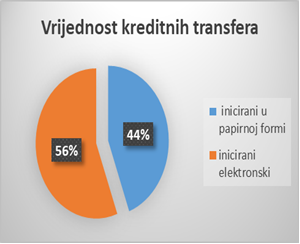 Vrijednost kreditnih transfera
44%
56%
inicirani u
papirnoj formi
inicirani
elektronski